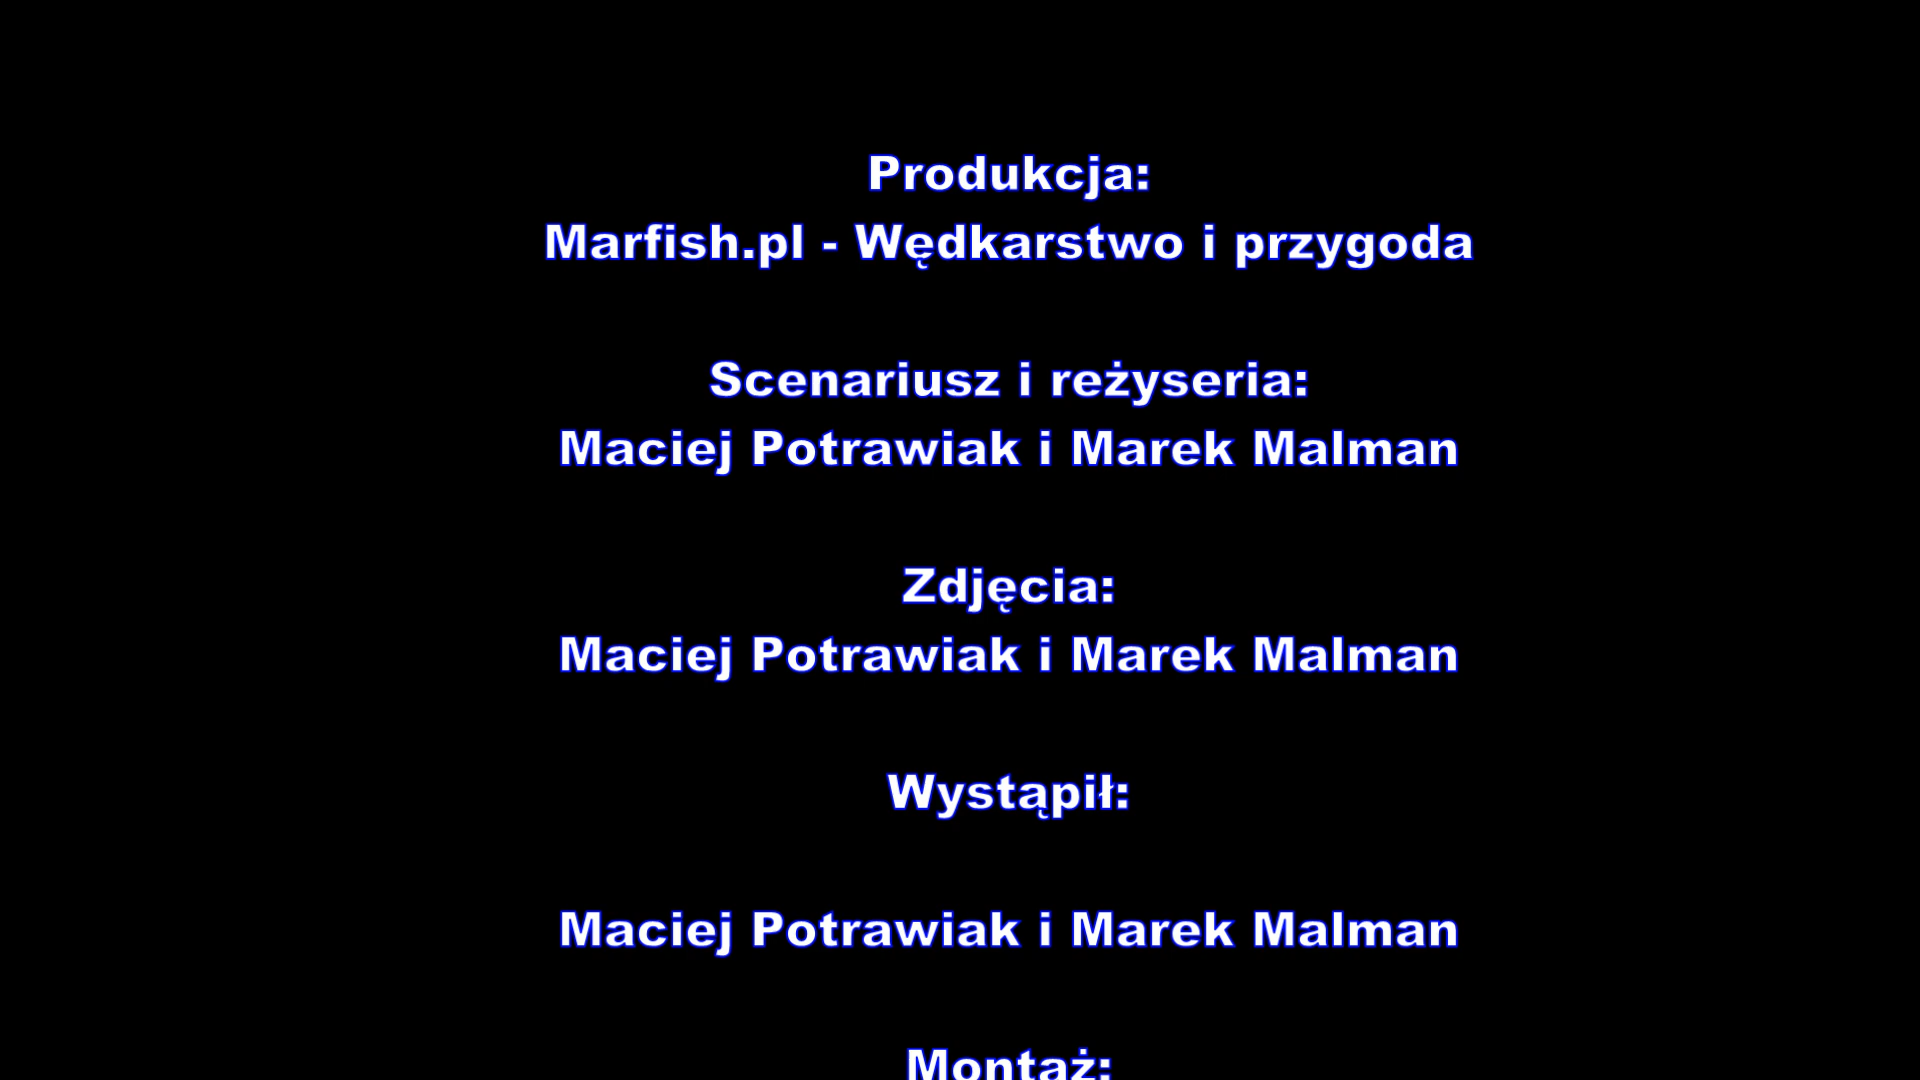 Produkcja:
Marfish.pl - Wędkarstwo i przygoda
Scenariusz i reżyseria:
Maciej Potrawiak i Marek Malman
Zdjęcia:
Maciej Potrawiak i Marek Malman
Wystąpił:
Maciej Potrawiak i Marek Malman
Montaż: